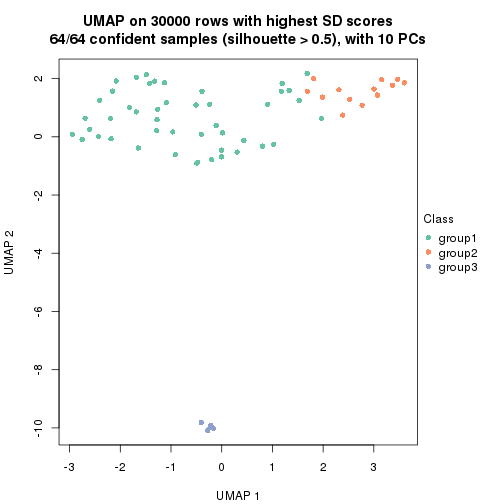 UMAP on 30000 rows with highest SD scores
64/64 confident samples (silhouette > 0.5), with 10 PCs
2
0
-2
-4
-6
-8
-10
UMAP 2
Class
group1
group2
group3
-3 -2 -1 0 1 2 3
UMAP 1